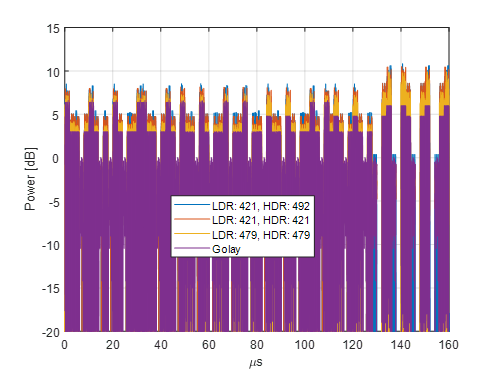 15
10
5
0
-5
-10
-15
-20
Power [dB]
LDR: 421, HDR: 492
LDR: 421, HDR: 421
LDR: 479, HDR: 479
Golay
0 20 40 60 80 100 120 140 160
μs